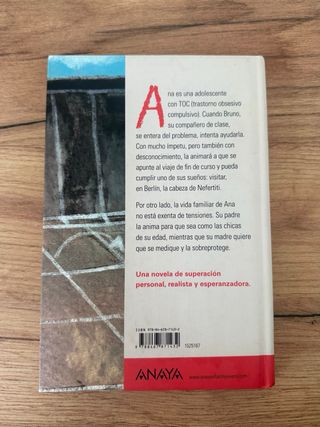 Ana es una adolescente
con TOC (trastorno obsesivo
compulsivo). Cuando Bruno,
su compañero de clase,
se entera del problema, intenta ayudarla.
Con mucho ímpetu, pero también con
desconocimiento, la animará a que se
apunte al viaje de fin de curso y pueda
cumplir uno de sus sueños: visitar,
en Berlín, la cabeza de Nefertiti.
Por otro lado, la vida familiar de Ana
no está exenta de tensiones. Su padre
la anima para que sea como las chicas
de su edad, mientras que su madre quiere
que se medique y la sobreprotege.
Una novela de superación
personal, realista y esperanzadora.
1525167
ANAYA